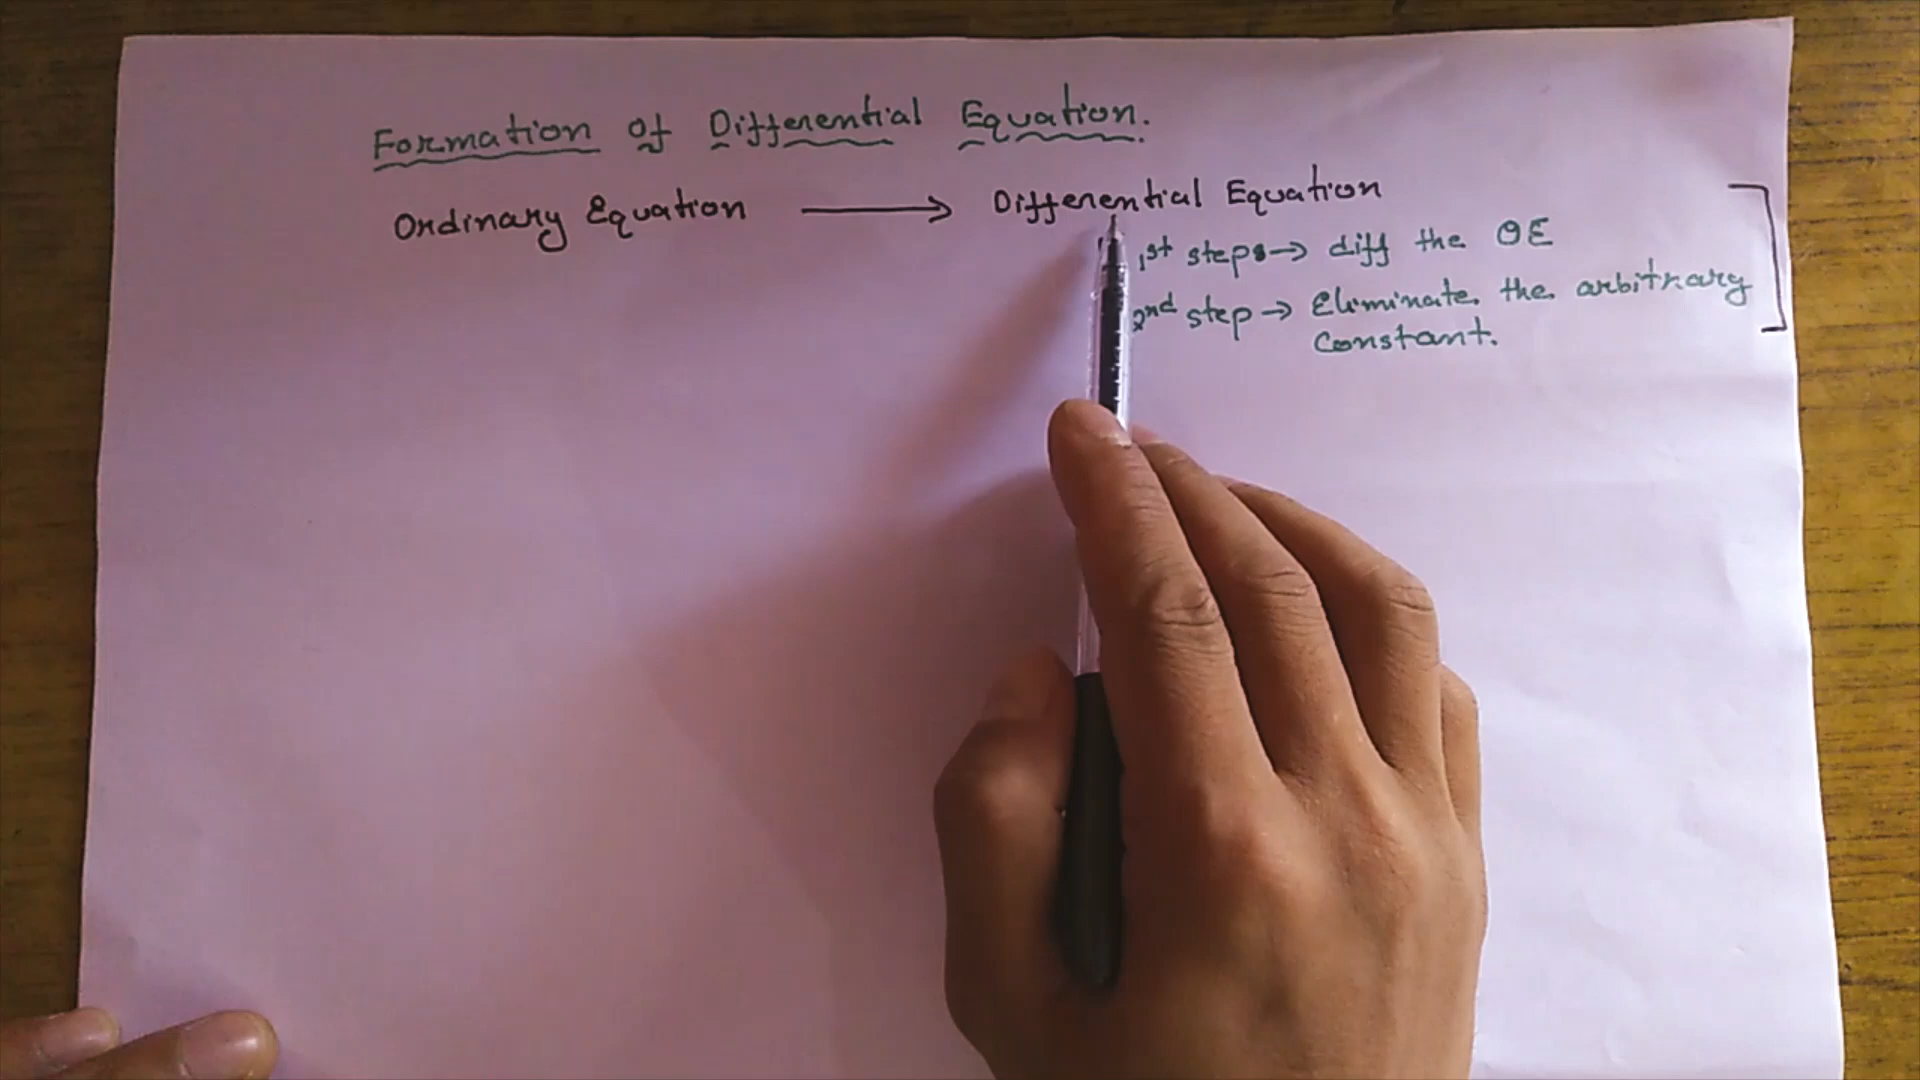 Formation of Differential Equation.
Ordinary Equation → Differential Equation
1st steps → diff the OE
2nd step → Eliminate the arbitrary
Constant.